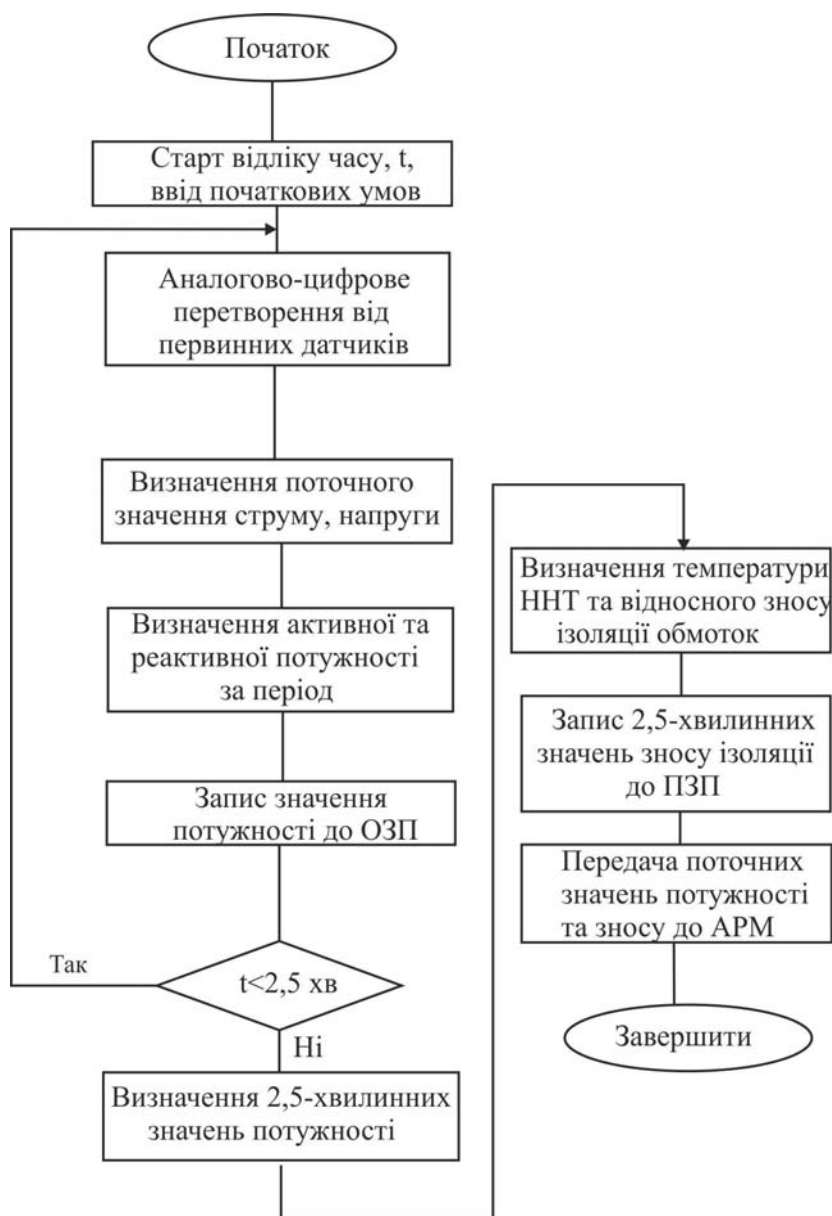 Початок
Старт відліку часу, t,
ввід початкових умов
Аналогово-цифрове
перетворення від
первинних датчиків
Визначення поточного
значення струму, напруги
Визначення активної та
реактивної потужності
за період
Запис значення
потужності до ОЗП
Так
t<2,5 хв
Ні
Визначення 2,5-хвилинних
значень потужності
Визначення температури
ННТ та відносного зносу
ізоляції обмоток
Запис 2,5-хвилинних
значень зносу ізоляції
до ПЗП
Передача поточних
значень потужності
та зносу до АРМ
Завершити